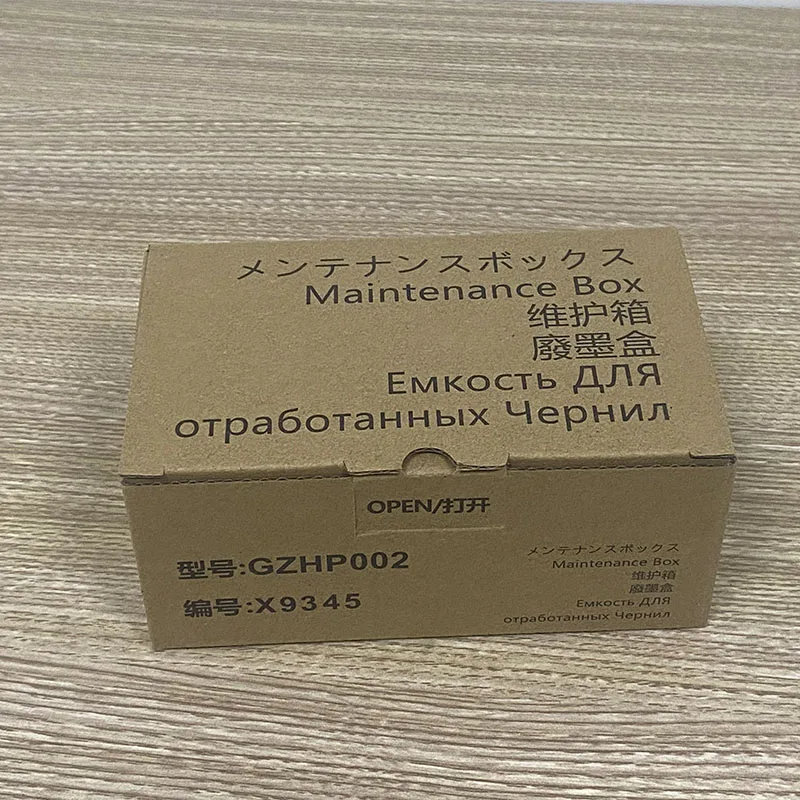 メンテナンスボックス
Maintenance Box
维护箱
廢墨盒
Емкость ДЛЯ
отработанных Чернил
OPEN/打开
型号:GZHP002
编号:X9345
メンテナンスボックス
Maintenance Box
维护箱
廢墨盒
Емкость ДЛЯ
отработанных Чернил